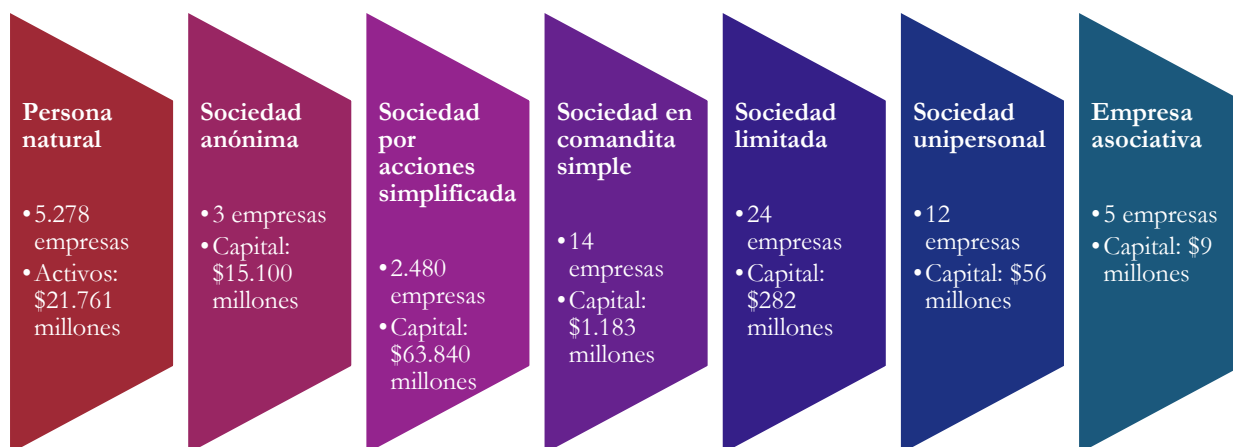 Persona
natural
•5.278
empresas
•Activos:
$21.761
millones
Sociedad
anónima
•3 empresas
•Capital:
$15.100
millones
Sociedad
por
acciones
simplificada
•2.480
empresas
•Capital:
$63.840
millones
Sociedad en
comandita
simple
•14
empresas
•Capital:
$1.183
millones
Sociedad
limitada
•24
empresas
•Capital:
$282
millones
Sociedad
unipersonal
•12
empresas
•Capital: $56
millones
Empresa
asociativa
•5 empresas
•Capital: $9
millones